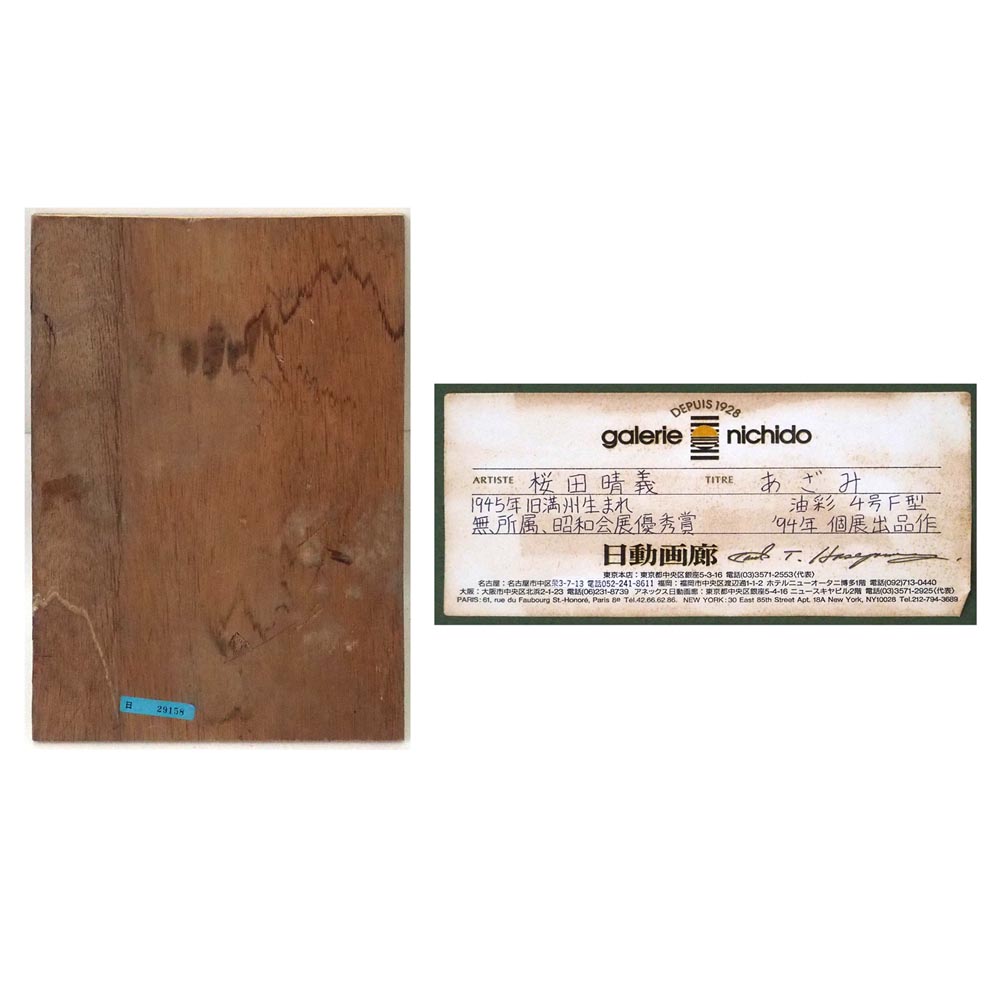 日 29158
DEPUIS 1928
galerie nichido
ARTISTE 桜田晴義 TITRE あざみ
1945年旧満州生まれ 油彩 4号F型
無所属、昭和会展優秀賞 '94年 個展出品作
日動画廊
東京本店：東京都中央区銀座5-3-16 電話(03)3571-2553〈代表〉
名古屋：名古屋市中区泉3-7-13 電話052-241-8611 福岡：福岡市中央区渡辺通1-1-2 ホテルニューオータニ博多1階 電話(092)713-0440
大阪：大阪市中央区北浜2-1-23 電話(06)231-8739 アネックス日動画廊：東京都中央区銀座5-4-16 ニュースキヤビル2階 電話(03)3571-2925〈代表〉
PARIS: 61, rue du Faubourg St.-Honoré, Paris 8e Tél.42.66.62.86. NEW YORK: 30 East 85th Street Apt. 18A New York, NY10028 Tel.212-794-3689